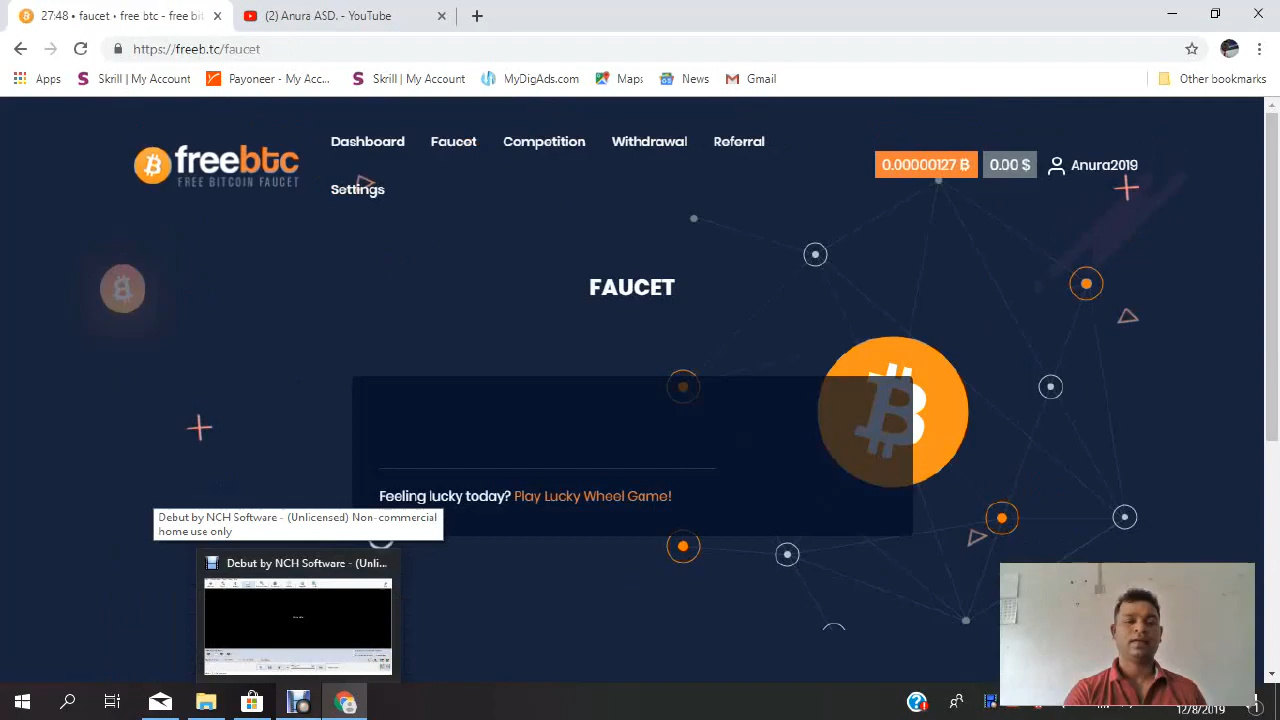 27:48 • faucet • free btc - free bit
(2) Anura ASD. - YouTube
https://freeb.tc/faucet
Apps
Skrill | My Account
Payoneer - My Acc...
Skrill | My Account
MyDigAds.com
Maps
News
Gmail
Other bookmarks
freebtc
FREE BITCOIN FAUCET
Dashboard
Faucet
Competition
Withdrawal
Referral
Settings
0.00000127 ₿
0.00 $
Anura2019
FAUCET
Feeling lucky today? Play Lucky Wheel Game!
Debut by NCH Software - (Unlicensed) Non-commercial
home use only
Debut by NCH Software - (Unli...
12/8/2019